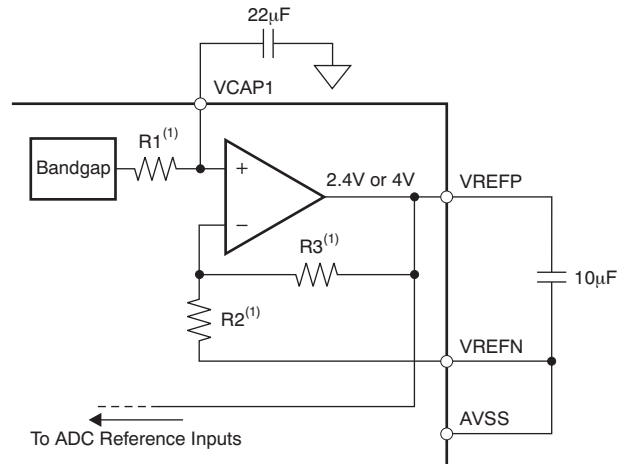 22μF
VCAP1
R1(1)
Bandgap
+
2.4V or 4V
VREFP
−
R3(1)
10μF
R2(1)
VREFN
AVSS
To ADC Reference Inputs